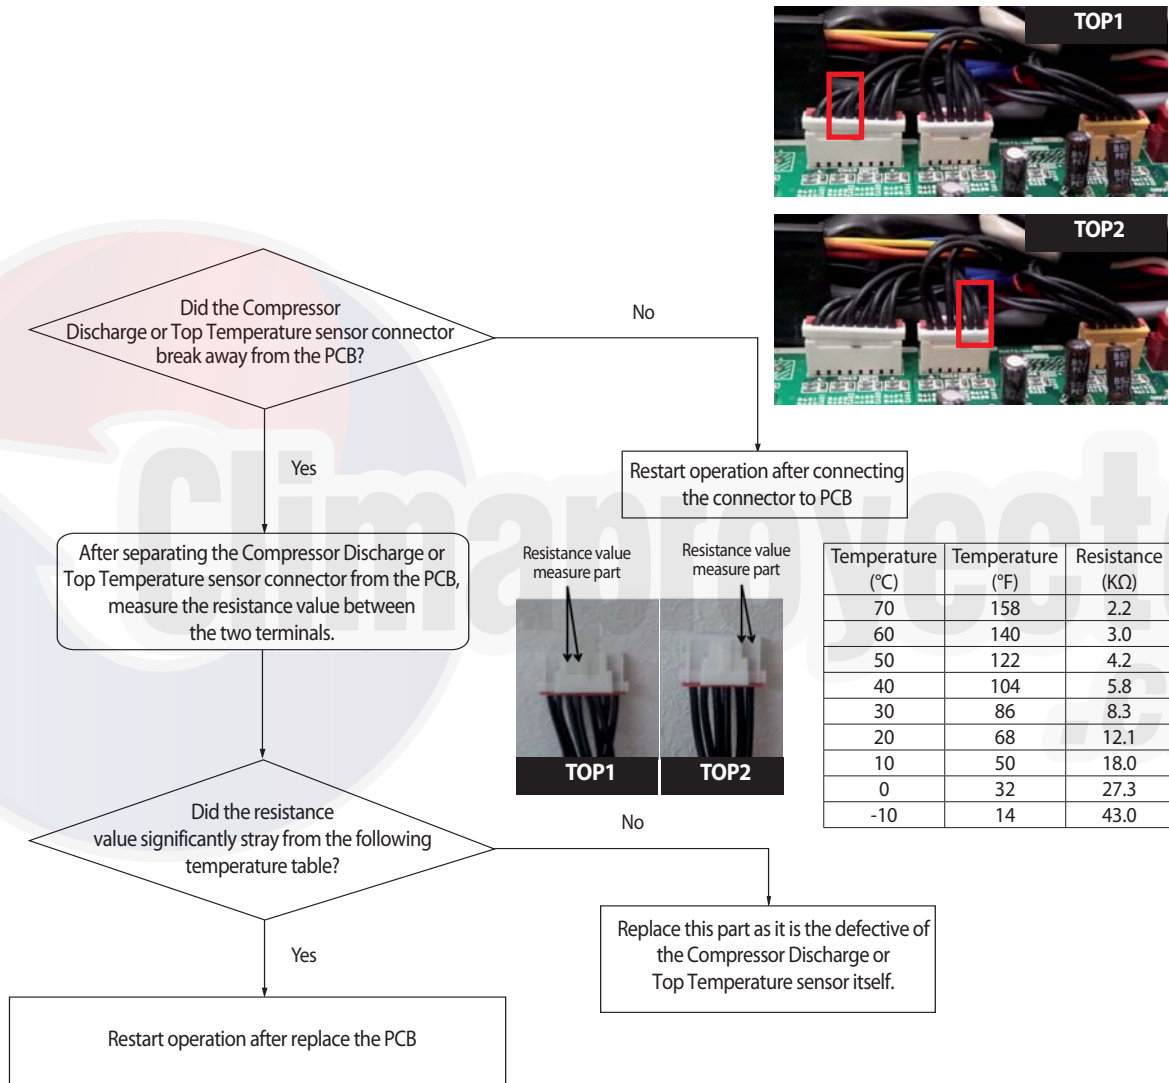 TOP1
TOP2
Did the Compressor
Discharge or Top Temperature sensor connector
break away from the PCB?
No
Yes
Restart operation after connecting
the connector to PCB
After separating the Compressor Discharge or
Top Temperature sensor connector from the PCB,
measure the resistance value between
the two terminals.
Resistance value
measure part
Resistance value
measure part
TOP1
TOP2
Temperature (°C) Temperature (°F) Resistance (KΩ)
70 158 2.2
60 140 3.0
50 122 4.2
40 104 5.8
30 86 8.3
20 68 12.1
10 50 18.0
0 32 27.3
-10 14 43.0
Did the resistance
value significantly stray from the following
temperature table?
No
Yes
Replace this part as it is the defective of
the Compressor Discharge or
Top Temperature sensor itself.
Restart operation after replace the PCB